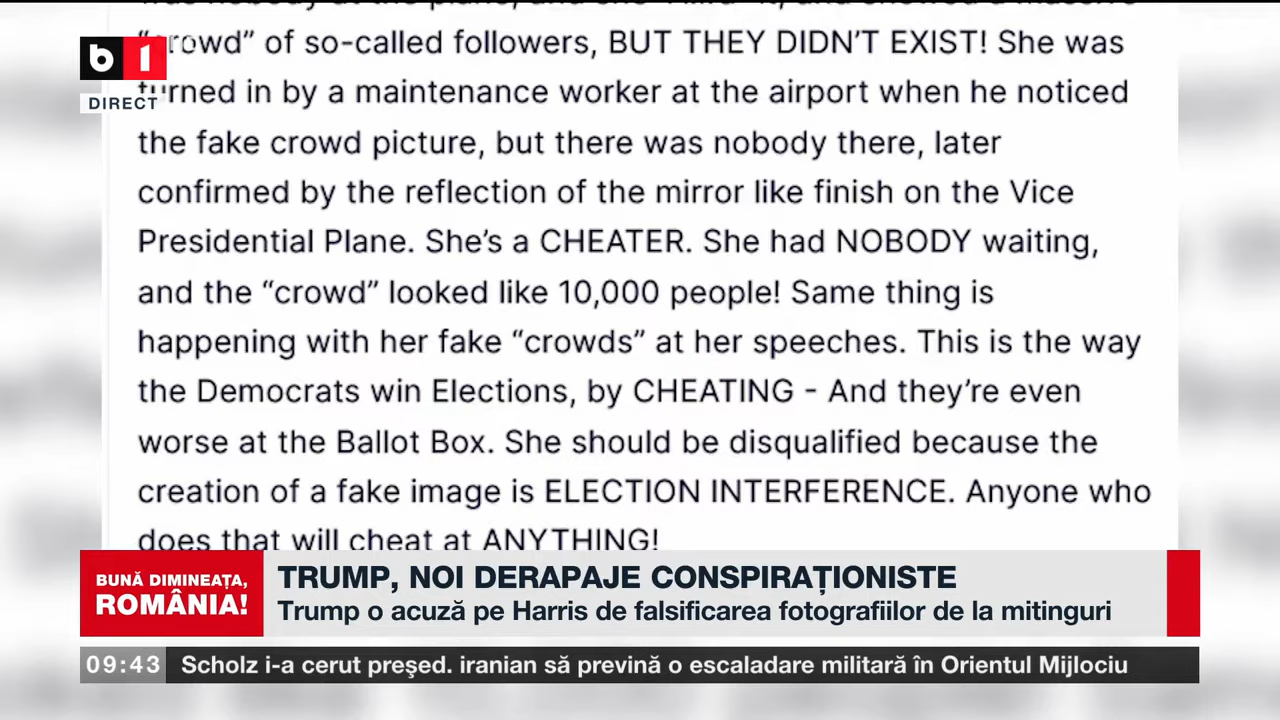 "crowd" of so-called followers, BUT THEY DIDN'T EXIST! She was
turned in by a maintenance worker at the airport when he noticed
the fake crowd picture, but there was nobody there, later
confirmed by the reflection of the mirror like finish on the Vice
Presidential Plane. She's a CHEATER. She had NOBODY waiting,
and the "crowd" looked like 10,000 people! Same thing is
happening with her fake "crowds" at her speeches. This is the way
the Democrats win Elections, by CHEATING - And they're even
worse at the Ballot Box. She should be disqualified because the
creation of a fake image is ELECTION INTERFERENCE. Anyone who
does that will cheat at ANYTHING!
b1
DIRECT
BUNĂ DIMINEAȚA,
ROMÂNIA!
TRUMP, NOI DERAPAJE CONSPIRAȚIONISTE
Trump o acuză pe Harris de falsificarea fotografiilor de la mitinguri
09:43 Scholz i-a cerut preşed. iranian să prevină o escaladare militară în Orientul Mijlociu